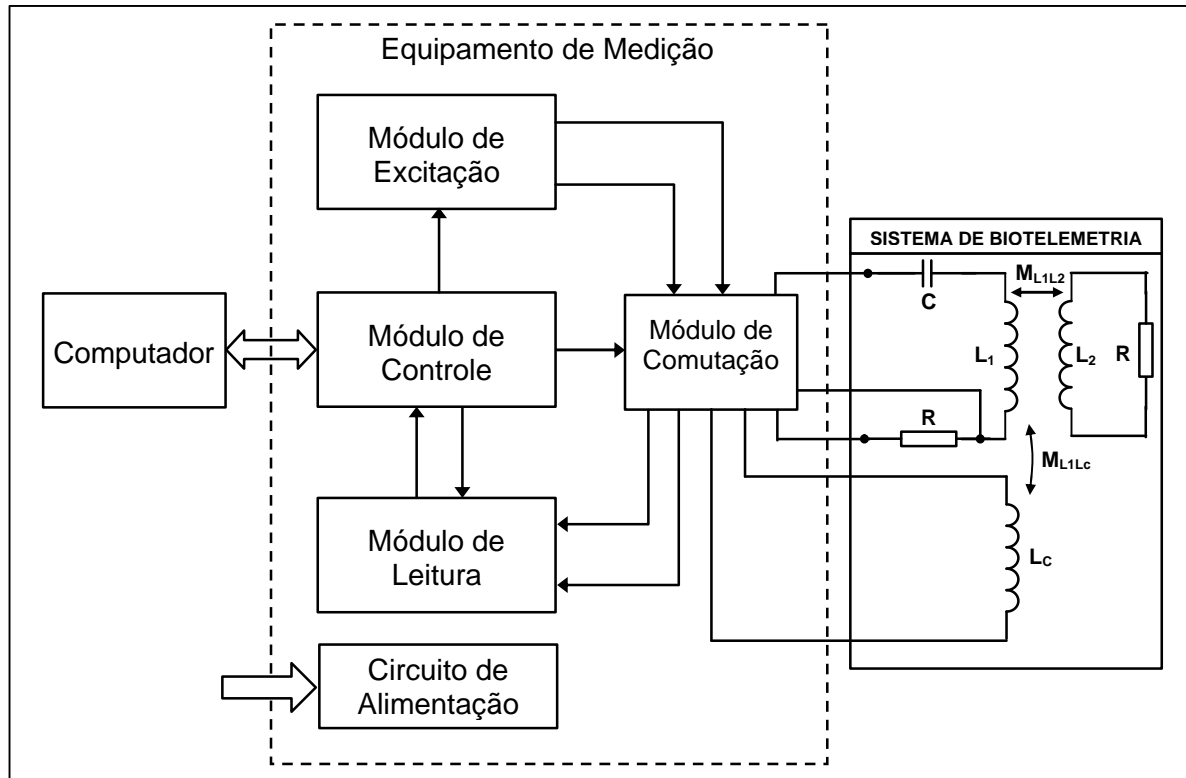 Equipamento de Medição
Módulo de
Excitação
SISTEMA DE BIOTELEMETRIA
M_L1L2
C
Computador
Módulo de
Controle
Módulo de
Comutação
L₁
L₂
R
R
M_L1Lc
Módulo de
Leitura
L_C
Circuito de
Alimentação